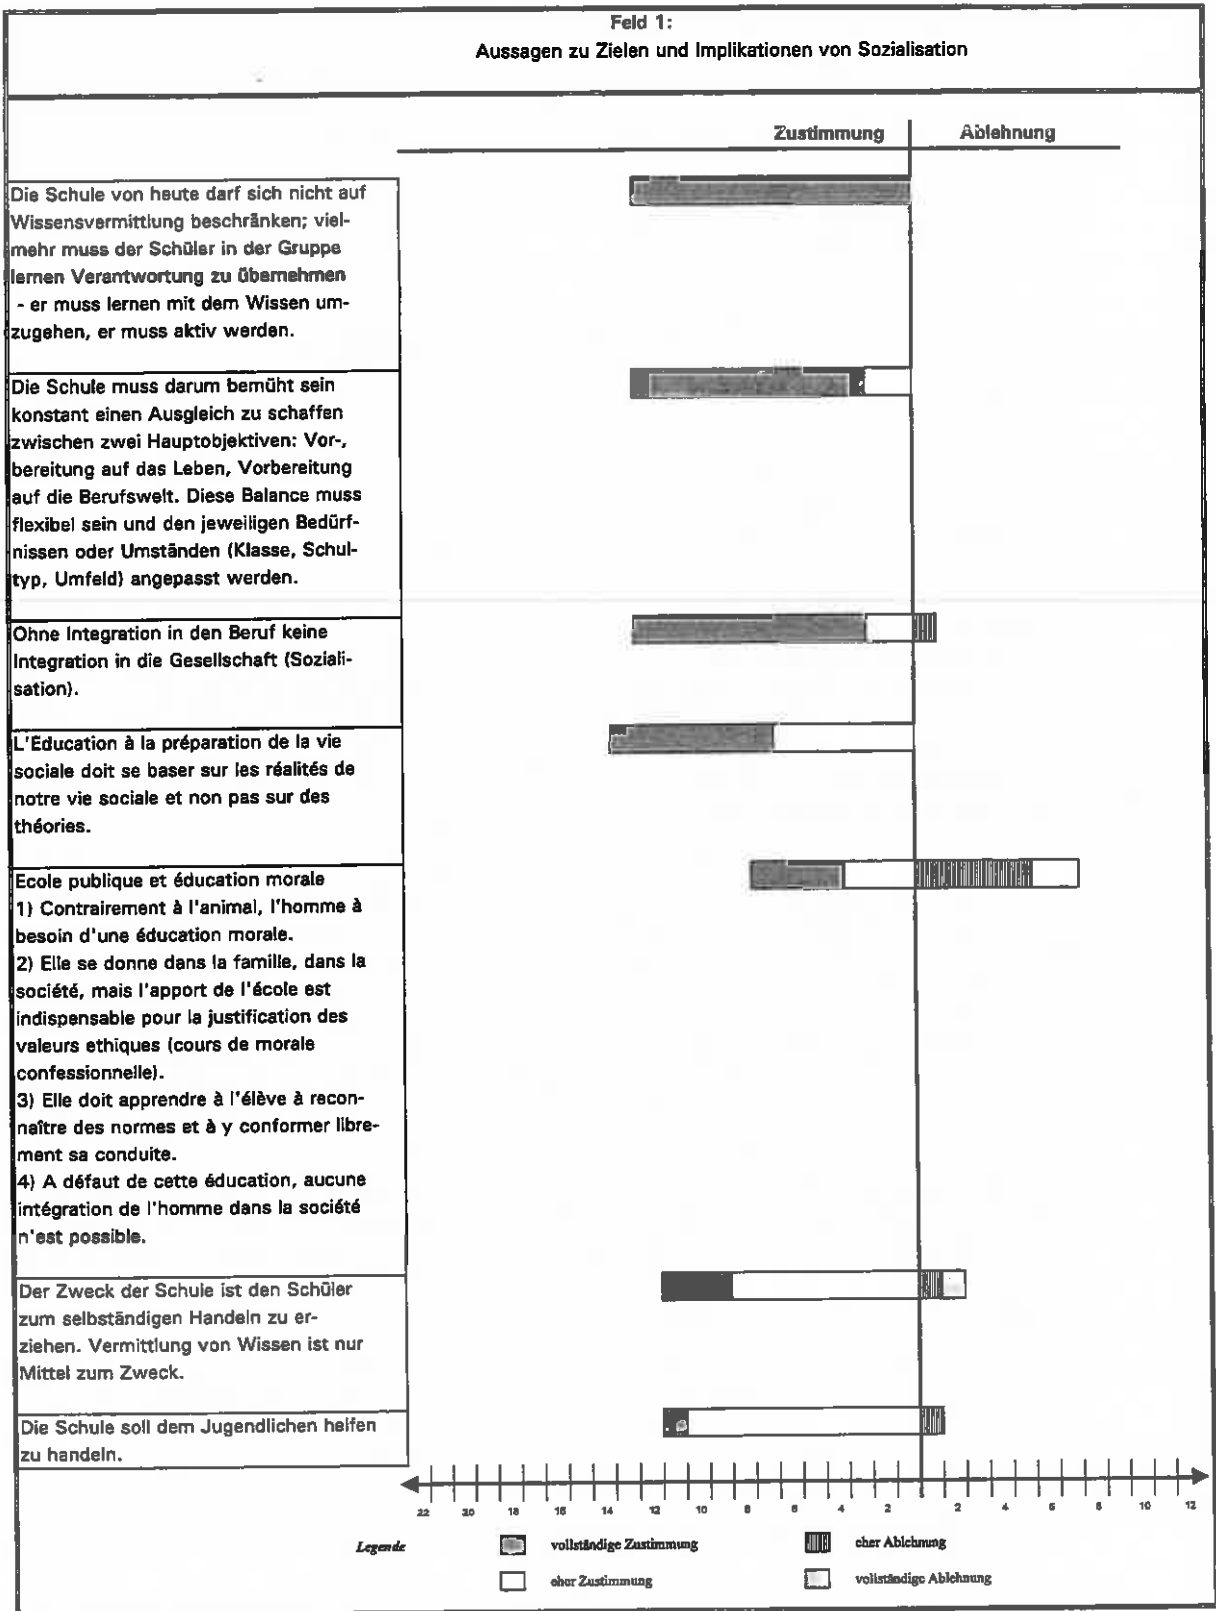 Feld 1:
Aussagen zu Zielen und Implikationen von Sozialisation
Zustimmung Ablehnung
Die Schule von heute darf sich nicht auf
Wissensvermittlung beschränken; viel-
mehr muss der Schüler in der Gruppe
lernen Verantwortung zu übernehmen
- er muss lernen mit dem Wissen um-
zugehen, er muss aktiv werden.
Die Schule muss darum bemüht sein
konstant einen Ausgleich zu schaffen
zwischen zwei Hauptobjektiven: Vor-,
bereitung auf das Leben, Vorbereitung
auf die Berufswelt. Diese Balance muss
flexibel sein und den jeweiligen Bedürf-
nissen oder Umständen (Klasse, Schul-
typ, Umfeld) angepasst werden.
Ohne Integration in den Beruf keine
Integration in die Gesellschaft (Soziali-
sation).
L'Education à la préparation de la vie
sociale doit se baser sur les réalités de
notre vie sociale et non pas sur des
théories.
Ecole publique et éducation morale
1) Contrairement à l'animal, l'homme à
besoin d'une éducation morale.
2) Elle se donne dans la famille, dans la
société, mais l'apport de l'école est
indispensable pour la justification des
valeurs ethiques (cours de morale
confessionnelle).
3) Elle doit apprendre à l'élève à recon-
naître des normes et à y conformer libre-
ment sa conduite.
4) A défaut de cette éducation, aucune
intégration de l'homme dans la société
n'est possible.
Der Zweck der Schule ist den Schüler
zum selbständigen Handeln zu er-
ziehen. Vermittlung von Wissen ist nur
Mittel zum Zweck.
Die Schule soll dem Jugendlichen helfen
zu handeln.
22 20 18 16 14 12 10 8 6 4 2 2 4 6 8 10 12
Legende vollständige Zustimmung eher Ablehnung
eher Zustimmung vollständige Ablehnung